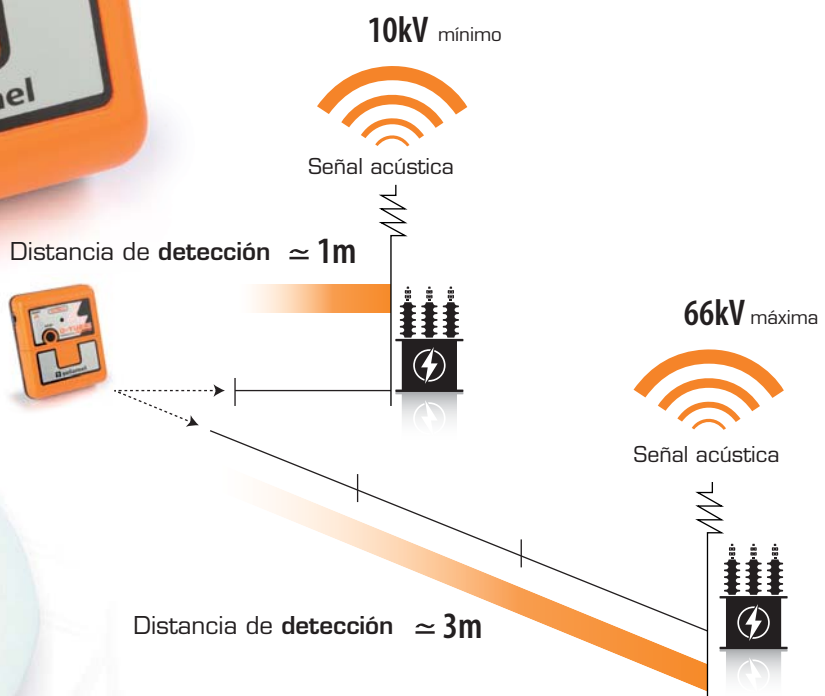 10kV mínimo
Señal acústica
Distancia de detección ≃ 1m
66kV máxima
Señal acústica
Distancia de detección ≃ 3m